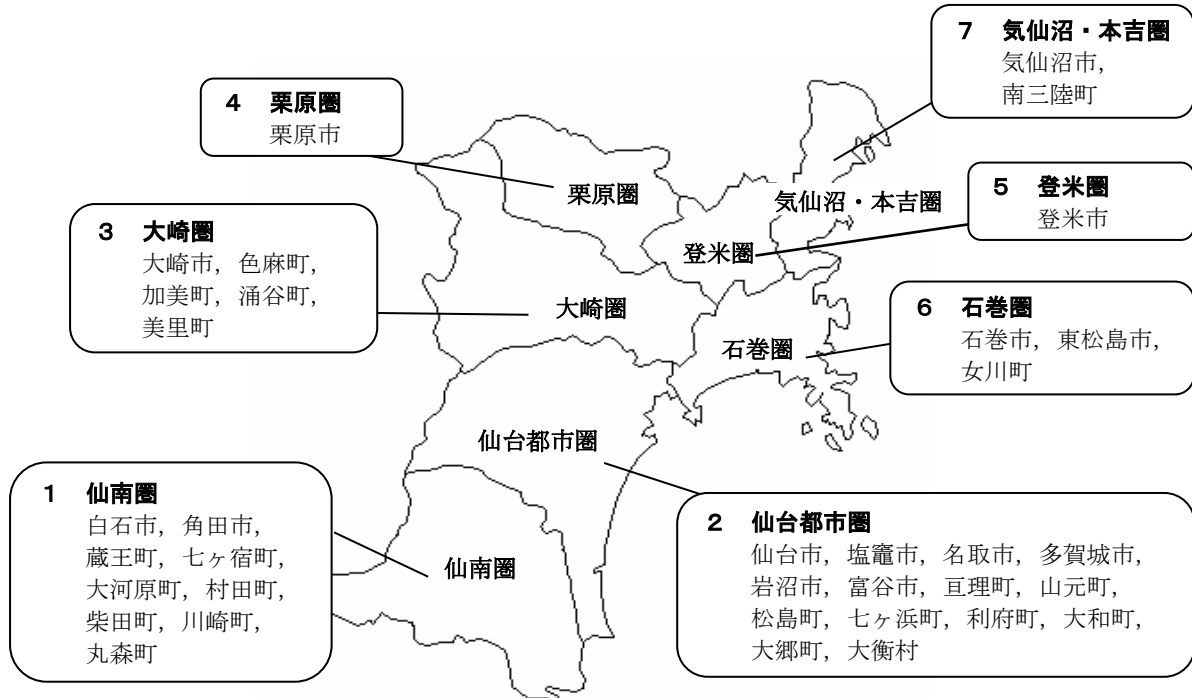 7 気仙沼・本吉圏
気仙沼市,
南三陸町
4 栗原圏
栗原市
栗原圏
気仙沼・本吉圏
5 登米圏
登米市
3 大崎圏
大崎市, 色麻町,
加美町, 涌谷町,
美里町
登米圏
大崎圏
6 石巻圏
石巻市, 東松島市,
女川町
石巻圏
仙台都市圏
1 仙南圏
白石市, 角田市,
蔵王町, 七ヶ宿町,
大河原町, 村田町,
柴田町, 川崎町,
丸森町
仙南圏
2 仙台都市圏
仙台市, 塩竈市, 名取市, 多賀城市,
岩沼市, 富谷市, 亘理町, 山元町,
松島町, 七ヶ浜町, 利府町, 大和町,
大郷町, 大衡村